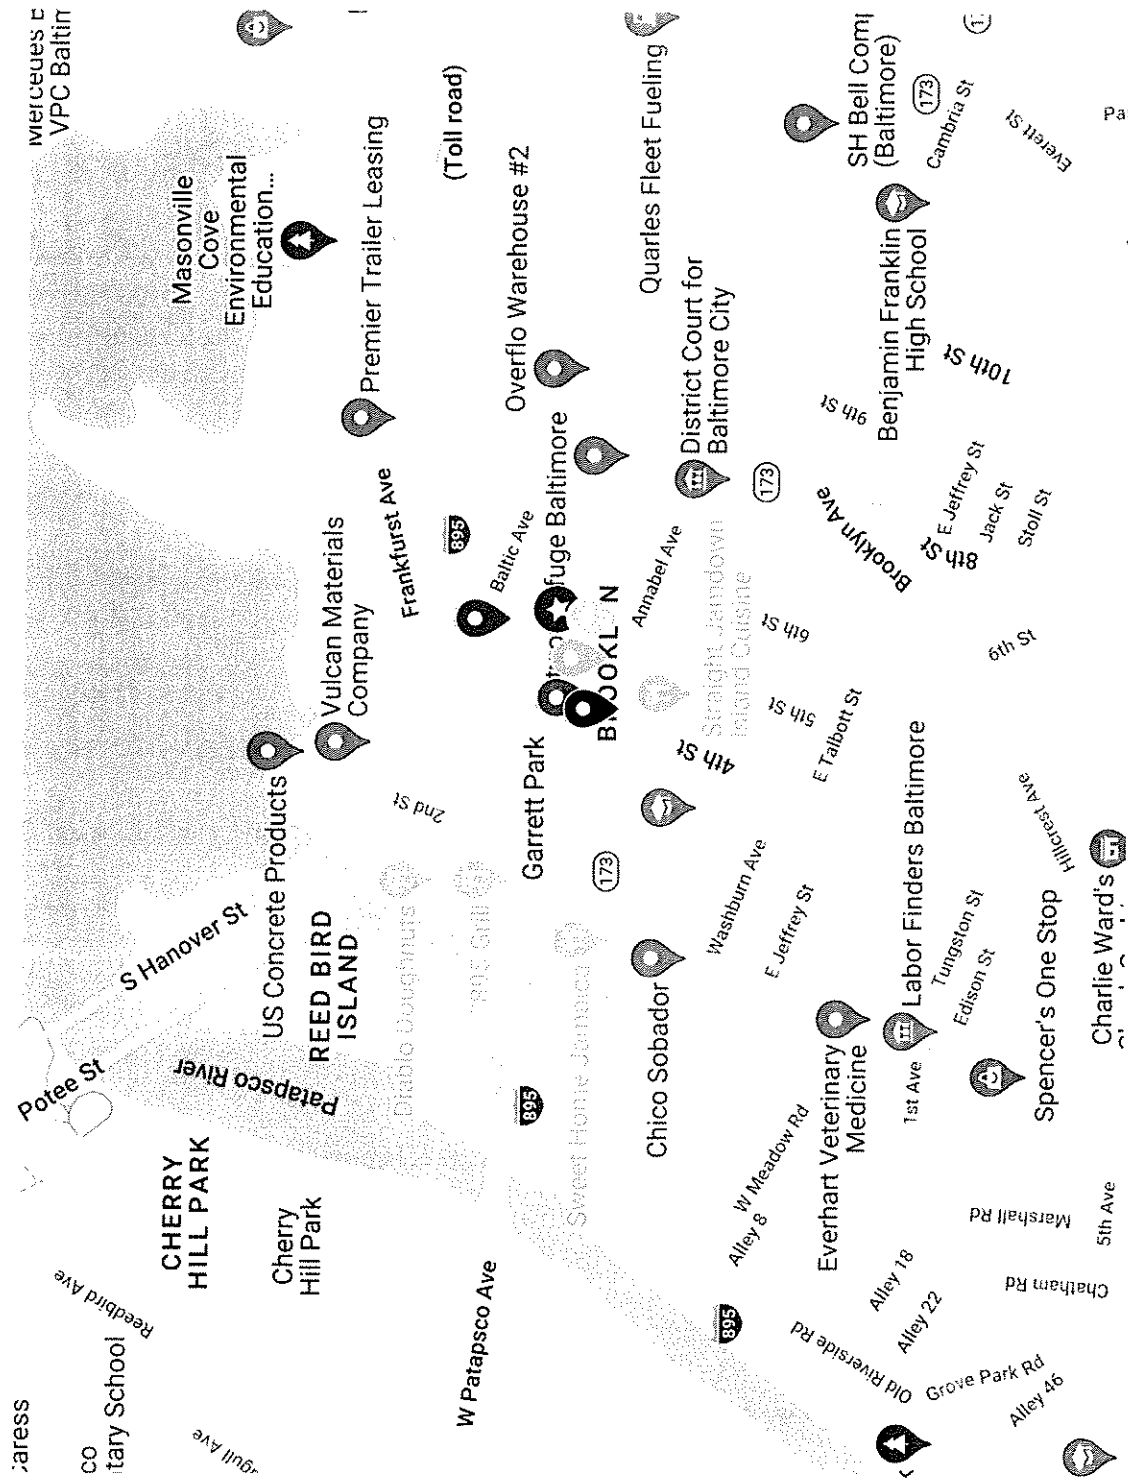 VPC Baltim
Potee St
S Hanover St
CHERRY
HILL PARK
Cherry
Hill Park
Reedbird Ave
tary School
Patapsco River
REED BIRD
ISLAND
US Concrete Products
Vulcan Materials
Company
Masonville
Cove
Environmental
Education...
Premier Trailer Leasing
Frankfurst Ave
895
(Toll road)
2nd St
Diablo Doughnuts
RDC Grill
W Patapsco Ave
895
Baltic Ave
Overflo Warehouse #2
Garrett Park
fuge Baltimore
Sweet Home Jamaica
173
BROOKLYN
Annabel Ave
Quarles Fleet Fueling
Chico Sobador
4th St
District Court for
Baltimore City
Straight Jamdown
Island Cuisine
895
Alley 8
W Meadow Rd
Washburn Ave
E Jeffrey St
5th St
6th St
173
E Talbott St
Brooklyn Ave
9th St
SH Bell Comp
(Baltimore)
173
Cambria St
Everett St
Benjamin Franklin
High School
10th St
Everhart Veterinary
Medicine
Old Riverside Rd
Alley 18
Alley 22
1st Ave
Labor Finders Baltimore
Tungston St
Edison St
8th St
E Jeffrey St
Jack St
Stoll St
6th St
Grove Park Rd
Alley 46
Marshall Rd
Chatham Rd
5th Ave
Spencer's One Stop
Hillcrest Ave
Charlie Ward's